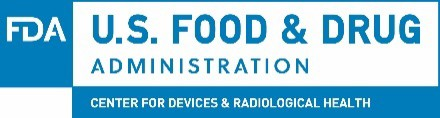 FDA
U.S. FOOD & DRUG
ADMINISTRATION
CENTER FOR DEVICES & RADIOLOGICAL HEALTH